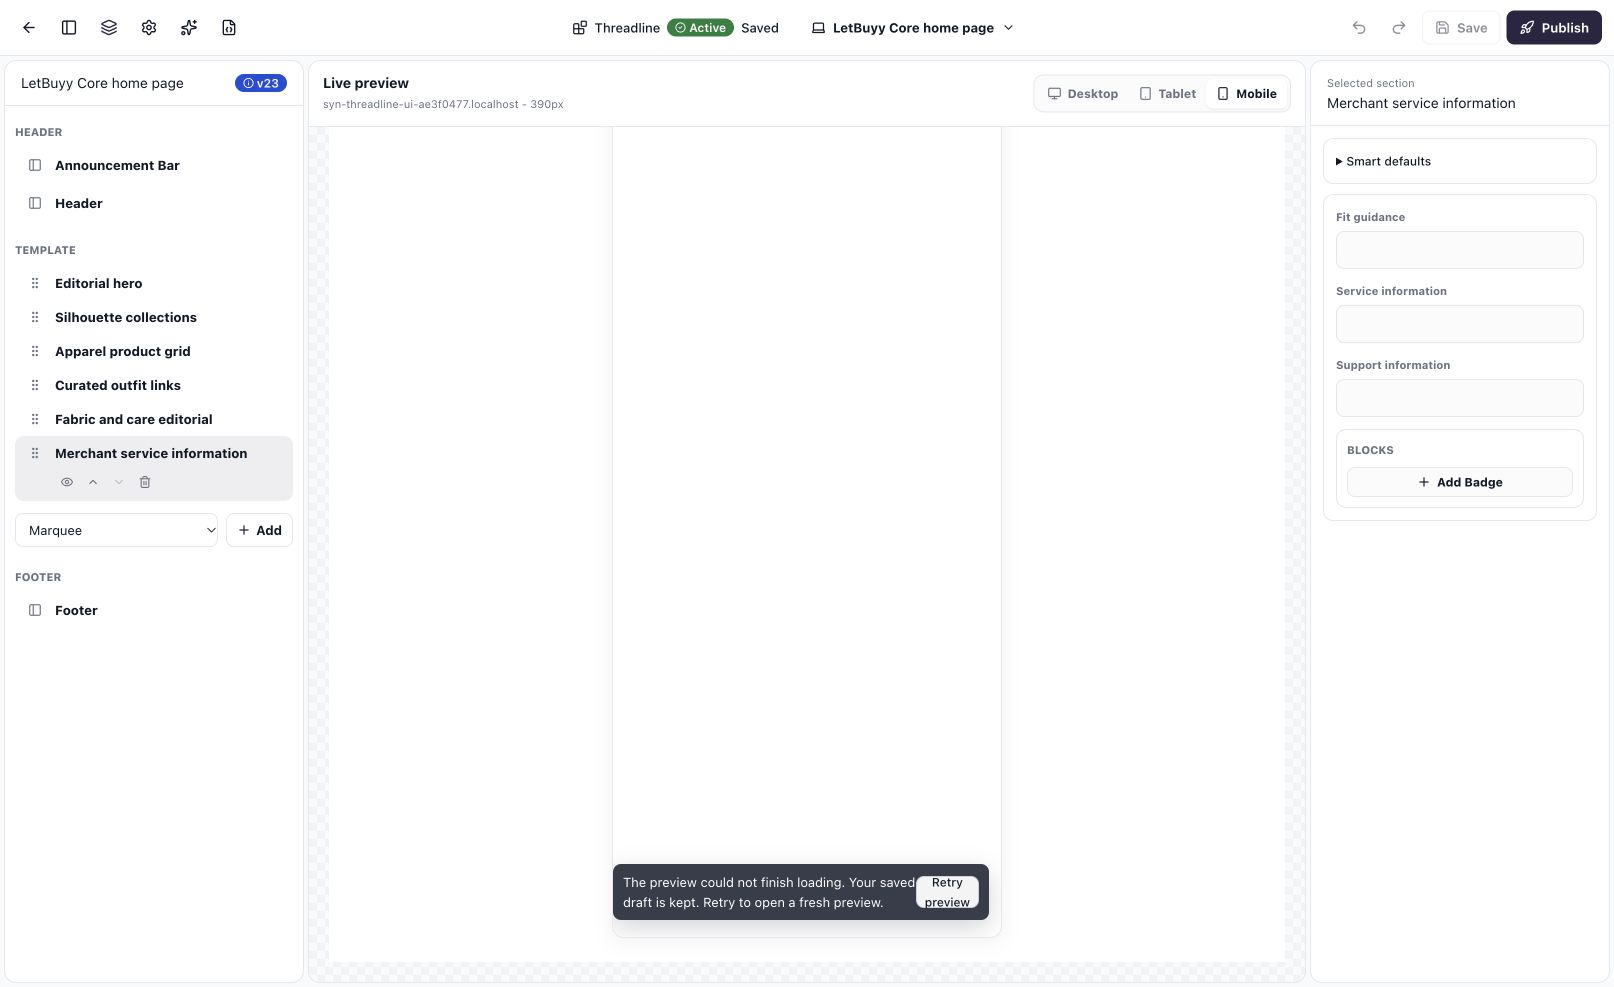 Threadline
Active
Saved
LetBuyy Core home page
Save
Publish
LetBuyy Core home page
v23
HEADER
Announcement Bar
Header
TEMPLATE
Editorial hero
Silhouette collections
Apparel product grid
Curated outfit links
Fabric and care editorial
Merchant service information
Marquee
Add
FOOTER
Footer
Live preview
syn-threadline-ui-ae3f0477.localhost - 390px
Desktop
Tablet
Mobile
The preview could not finish loading. Your saved
draft is kept. Retry to open a fresh preview.
Retry
preview
Selected section
Merchant service information
Smart defaults
Fit guidance
Service information
Support information
BLOCKS
Add Badge